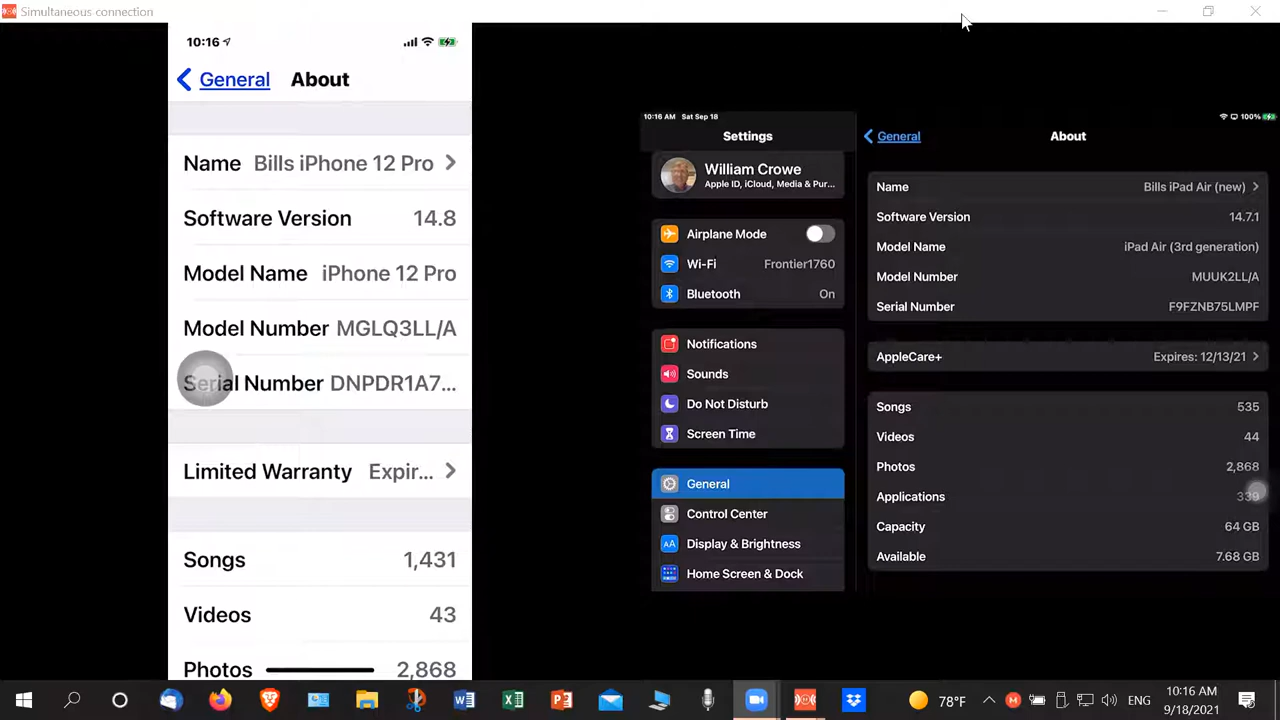 Simultaneous connection
10:16
General About
Name Bills iPhone 12 Pro
Software Version 14.8
Model Name iPhone 12 Pro
Model Number MGLQ3LL/A
Serial Number DNPDR1A7...
Limited Warranty Expir...
Songs 1,431
Videos 43
Photos 2,868
10:16 AM Sat Sep 18 100%
Settings
William Crowe
Apple ID, iCloud, Media & Pur...
Airplane Mode
Wi-Fi Frontier1760
Bluetooth On
Notifications
Sounds
Do Not Disturb
Screen Time
General
Control Center
AA Display & Brightness
Home Screen & Dock
General About
Name Bills iPad Air (new)
Software Version 14.7.1
Model Name iPad Air (3rd generation)
Model Number MUUK2LL/A
Serial Number F9FZNB75LMPF
AppleCare+ Expires: 12/13/21
Songs 535
Videos 44
Photos 2,868
Applications 339
Capacity 64 GB
Available 7.68 GB
78°F ENG 10:16 AM
9/18/2021